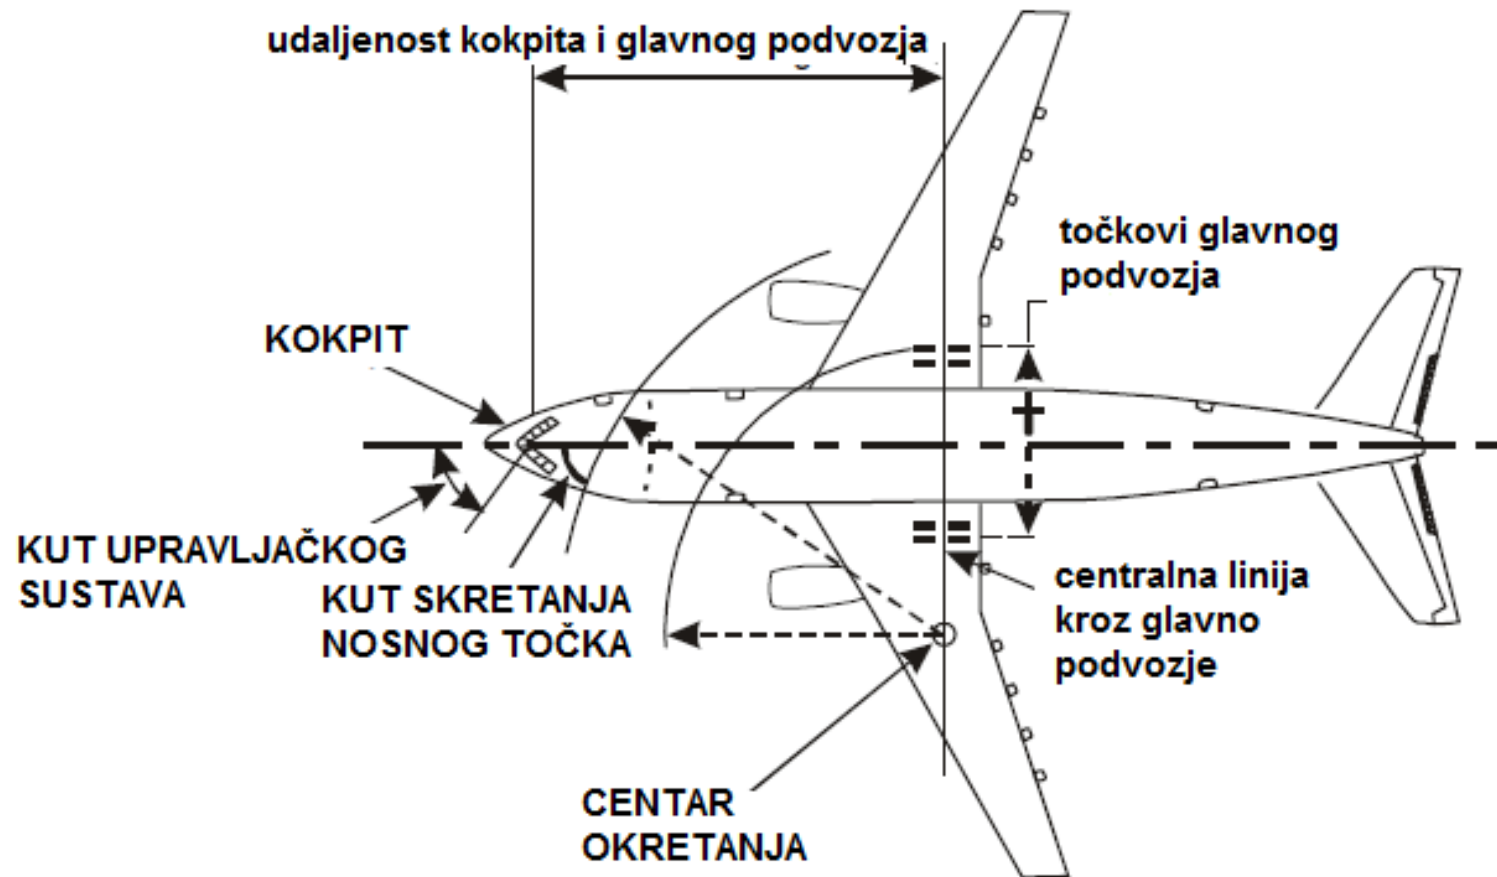 udaljenost kokpita i glavnog podvozja
točkovi glavnog
podvozja
KOKPIT
KUT UPRAVLJAČKOG
SUSTAVA
KUT SKRETANJA
NOSNOG TOČKA
centralna linija
kroz glavno
podvozje
CENTAR
OKRETANJA